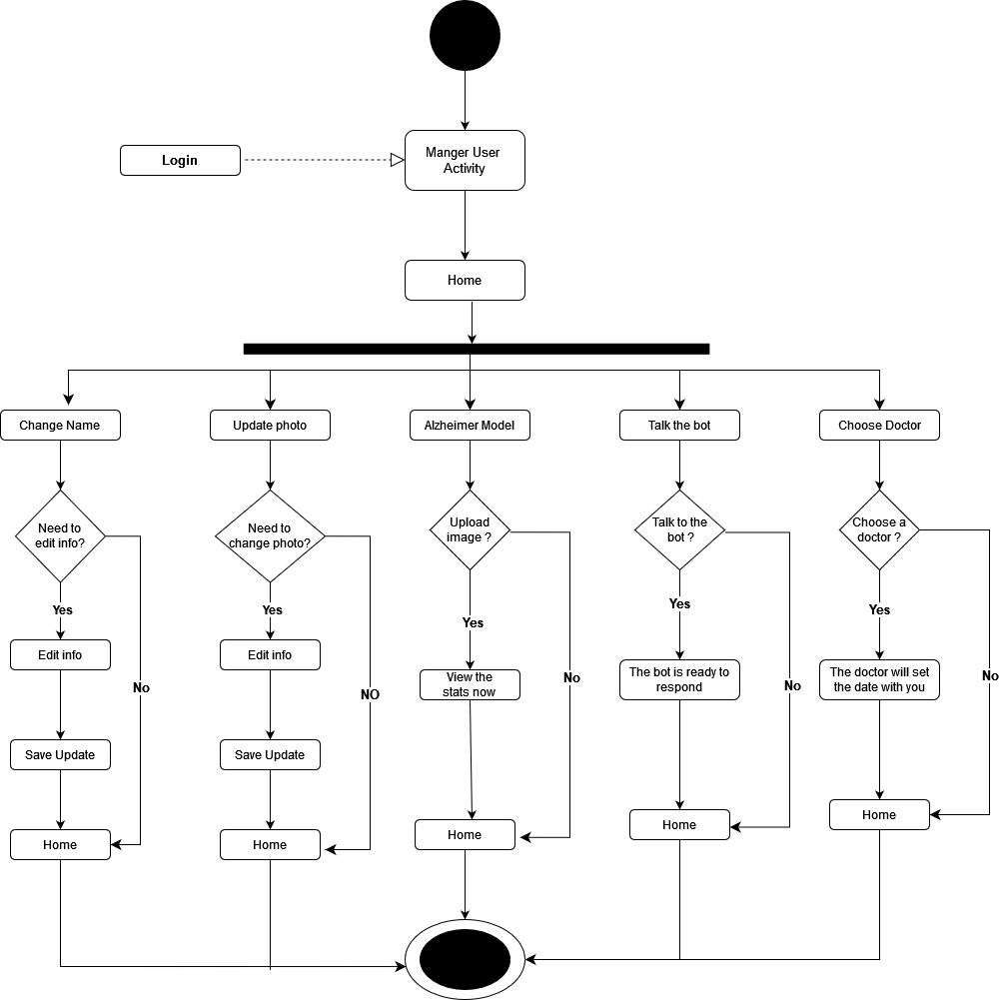 Manger User
Activity
Login
Home
Change Name
Update photo
Alzheimer Model
Talk the bot
Choose Doctor
Need to
edit info?
Need to
change photo?
Upload
image ?
Talk to the
bot ?
Choose a
doctor ?
Yes
Yes
Yes
Yes
Yes
Edit info
Edit info
View the
stats now
The bot is ready to
respond
The doctor will set
the date with you
No
NO
No
No
No
Save Update
Save Update
Home
Home
Home
Home
Home